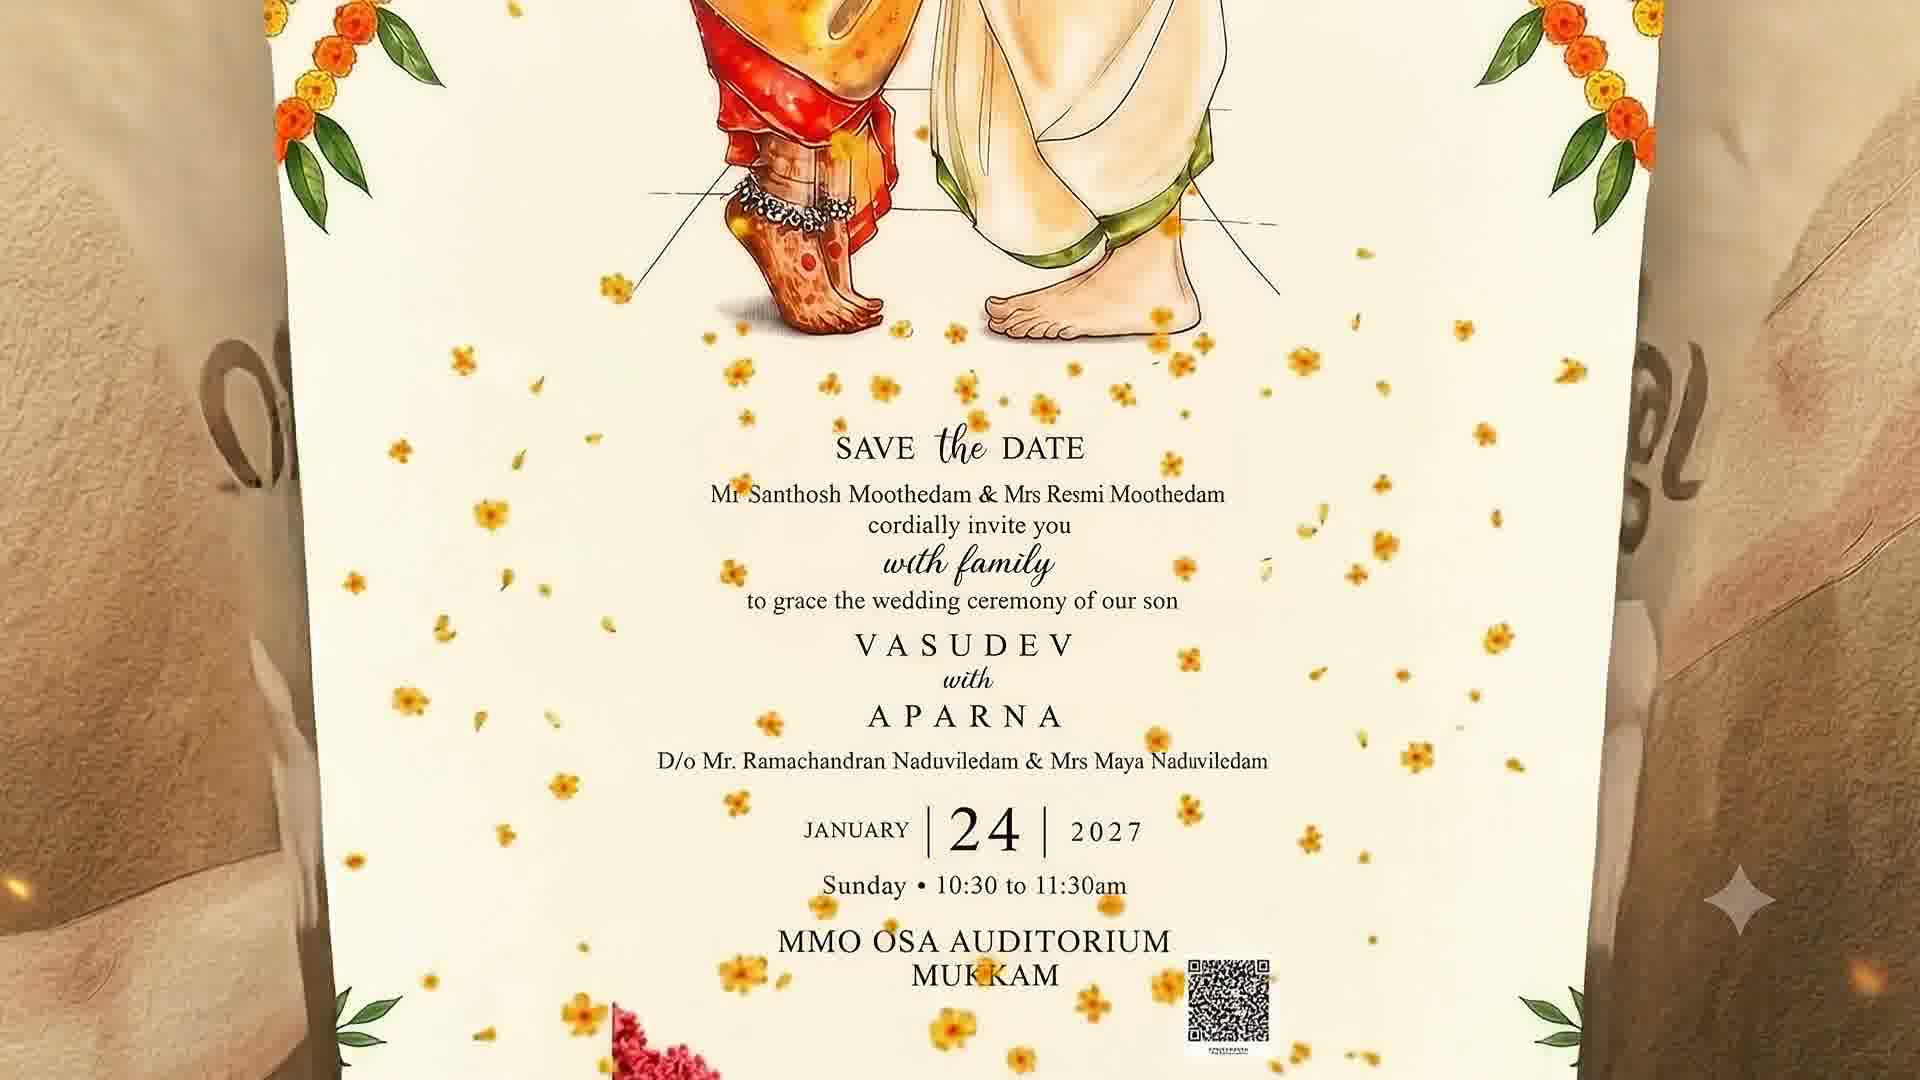 SAVE the DATE
Mr Santhosh Moothedam & Mrs Resmi Moothedam
cordially invite you
with family
to grace the wedding ceremony of our son
VASUDEV
with
APARNA
D/o Mr. Ramachandran Naduviledam & Mrs Maya Naduviledam
JANUARY | 24 | 2027
Sunday • 10:30 to 11:30am
MMO OSA AUDITORIUM
MUKKAM